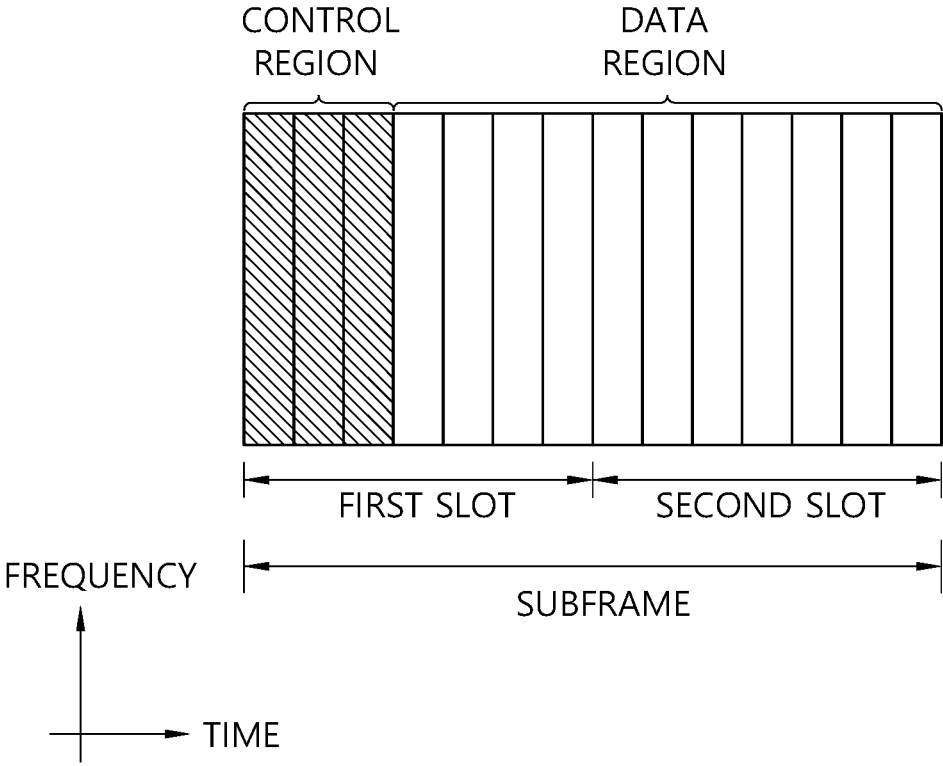 CONTROL
REGION
DATA
REGION
FIRST SLOT
SECOND SLOT
SUBFRAME
FREQUENCY
TIME